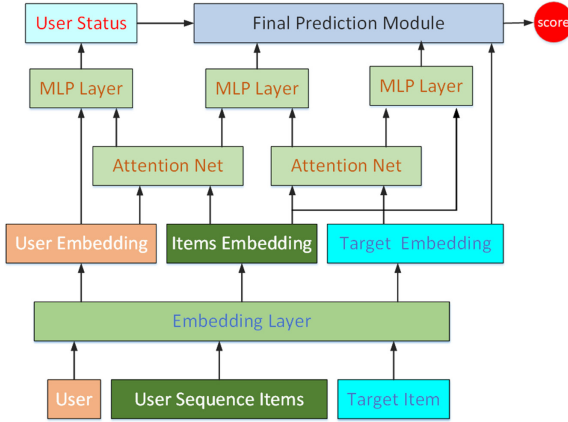 User Status
Final Prediction Module
score
MLP Layer
MLP Layer
MLP Layer
Attention Net
Attention Net
User Embedding
Items Embedding
Target Embedding
Embedding Layer
User
User Sequence Items
Target Item